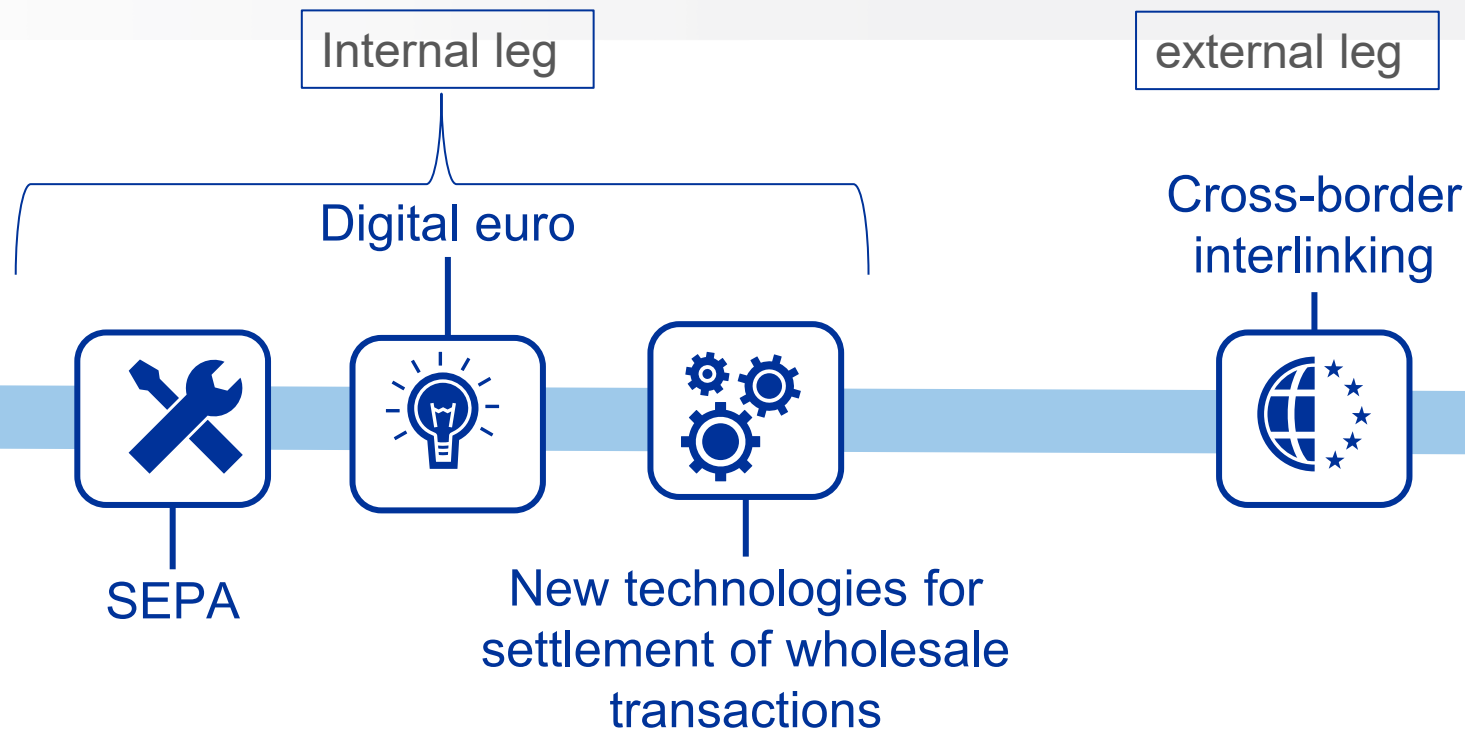 Internal leg
external leg
Digital euro
Cross-border
interlinking
SEPA
New technologies for
settlement of wholesale
transactions